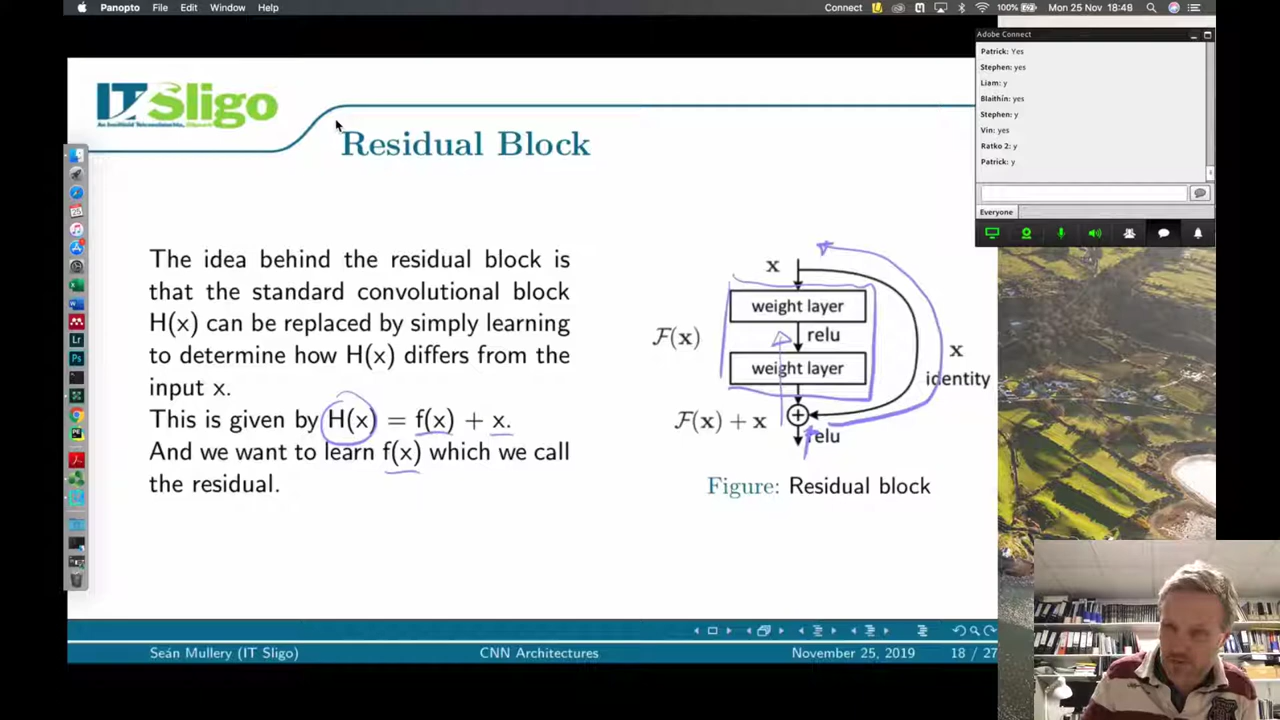 Panopto File Edit Window Help
Connect 100% Mon 25 Nov 18:49
Adobe Connect
Patrick: Yes
Stephen: yes
Liam: y
Blaithín: yes
Stephen: y
Vin: yes
Ratko 2: y
Patrick: y
Everyone
IT Sligo
Residual Block
The idea behind the residual block is
that the standard convolutional block
H(x) can be replaced by simply learning
to determine how H(x) differs from the
input x.
This is given by H(x) = f(x) + x.
And we want to learn f(x) which we call
the residual.
x
weight layer
F(x)
relu
weight layer
x
identity
F(x) + x
+
relu
Figure: Residual block
Seán Mullery (IT Sligo) CNN Architectures November 25, 2019 18 / 27